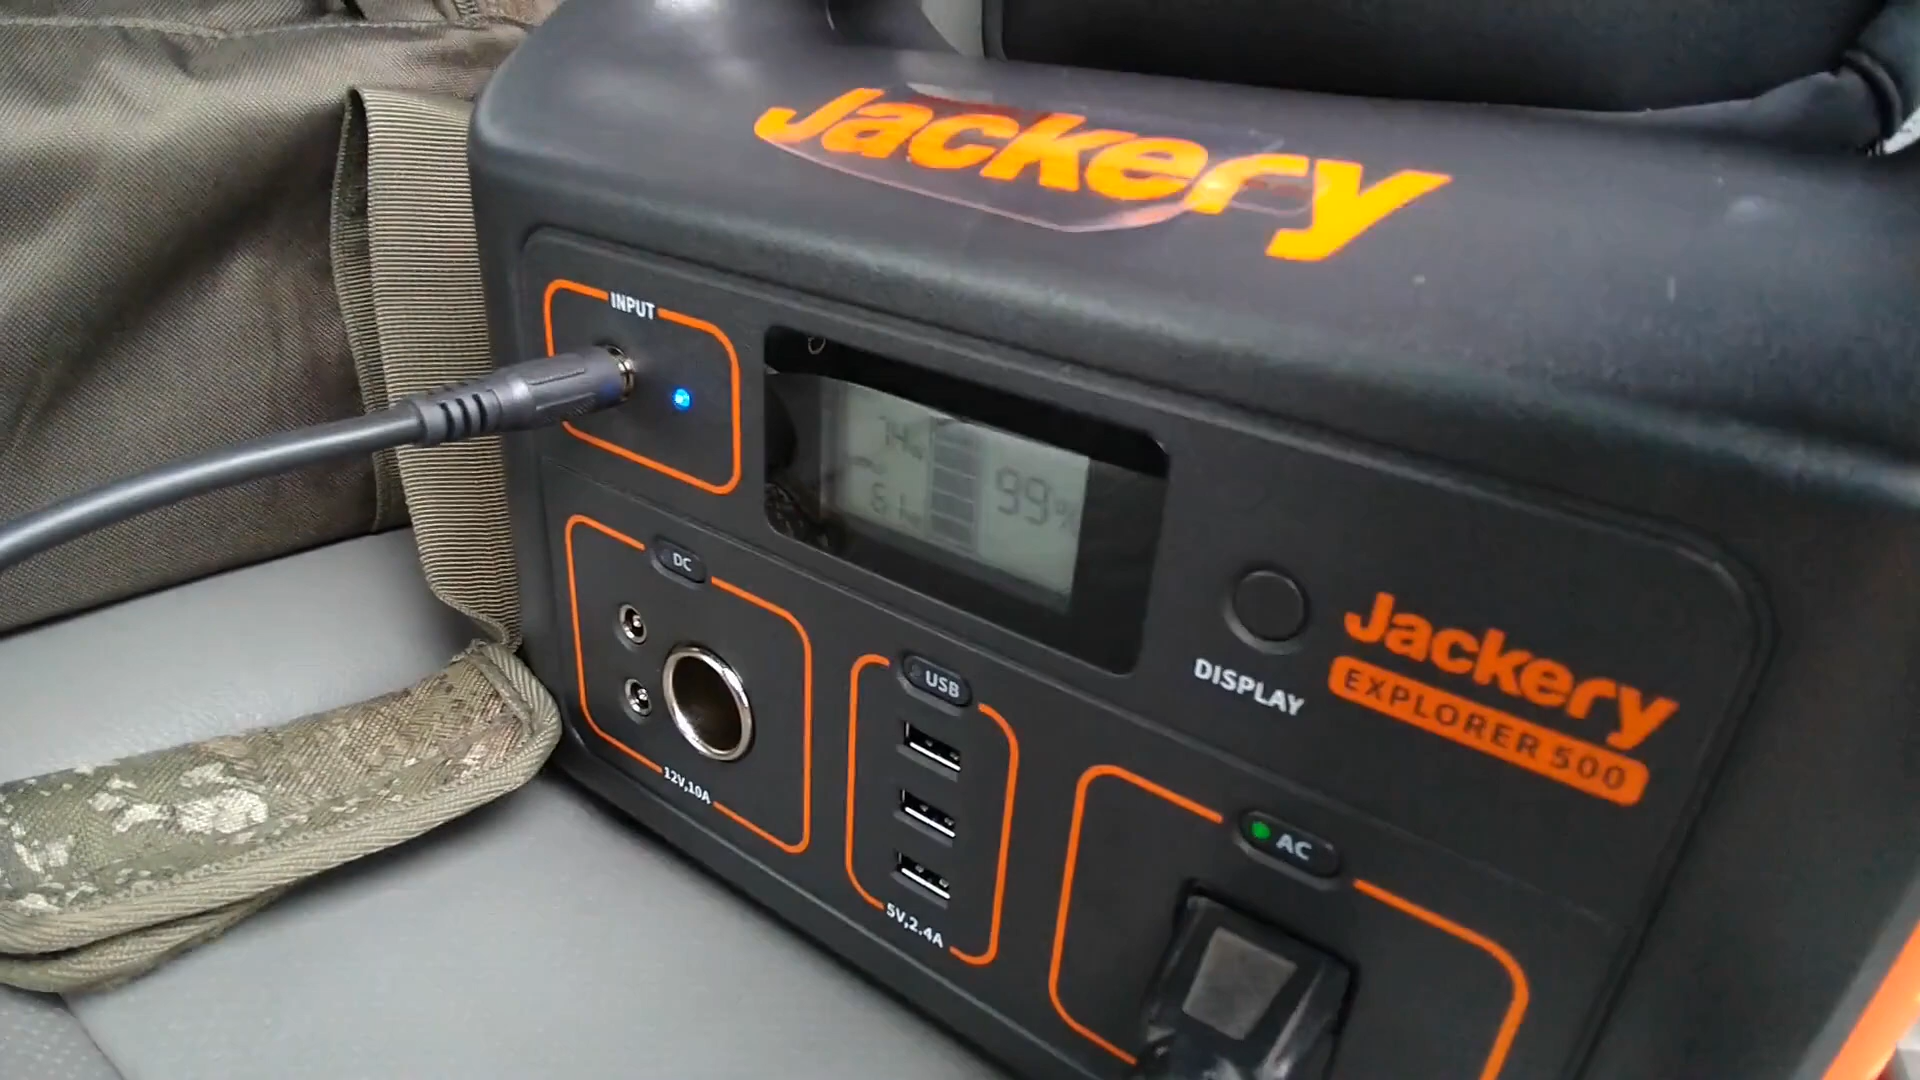 Jackery
INPUT
99%
DC
12V,10A
USB
5V,2.4A
DISPLAY
Jackery
EXPLORER 500
AC